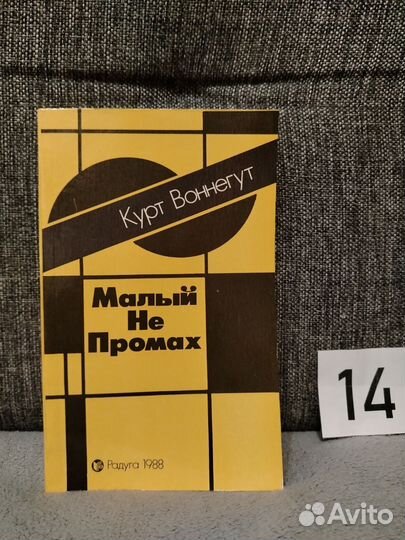 Курт Воннегут
Малый
Не
Промах
Радуга 1988
14
Avito